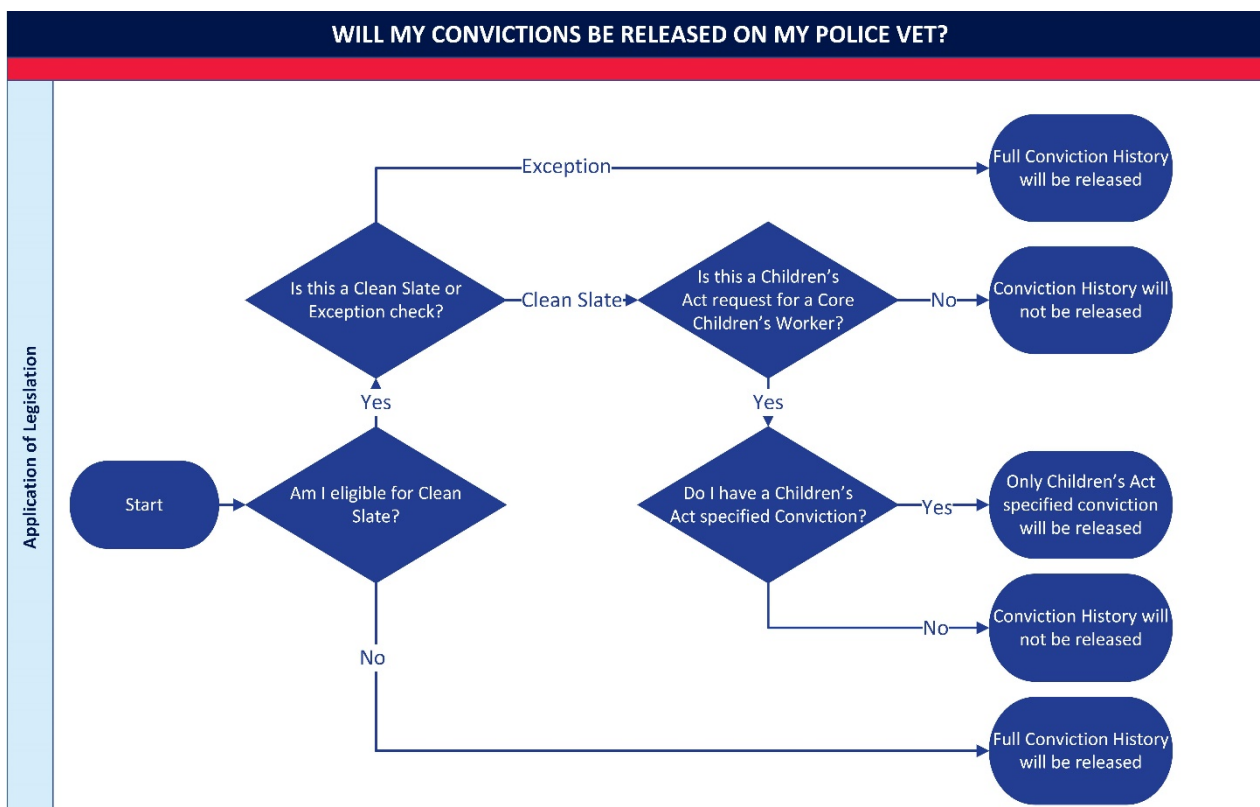 WILL MY CONVICTIONS BE RELEASED ON MY POLICE VET?
Application of Legislation
Exception
Full Conviction History
will be released
Is this a Clean Slate or
Exception check?
Clean Slate
Is this a Children’s
Act request for a Core
Children’s Worker?
No
Conviction History will
not be released
Yes
Yes
Start
Am I eligible for Clean
Slate?
Do I have a Children’s
Act specified Conviction?
Yes
Only Children’s Act
specified conviction
will be released
No
Conviction History will
not be released
No
Full Conviction History
will be released